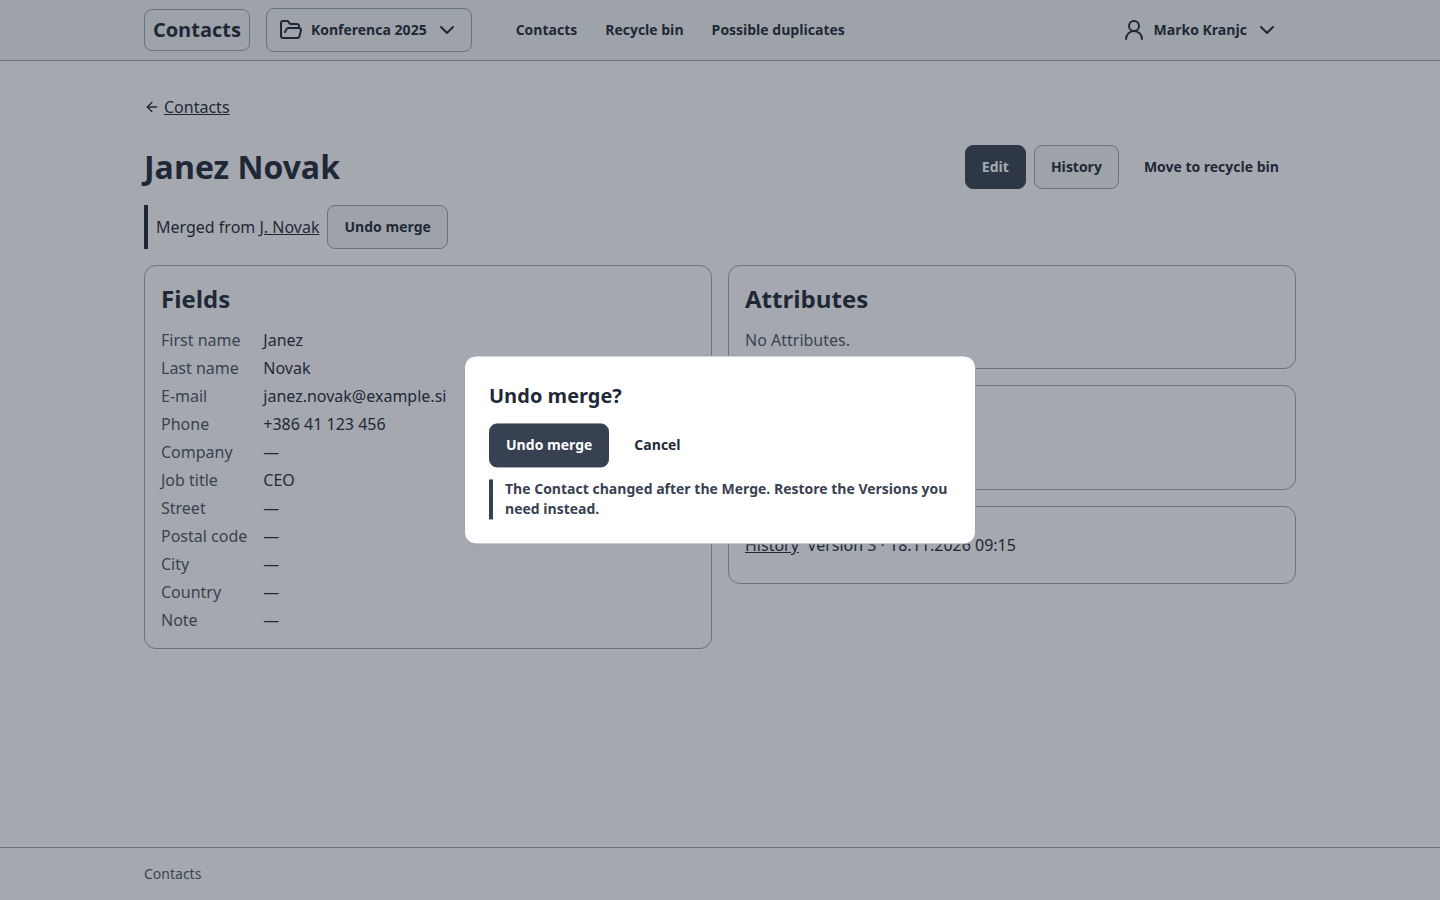 Contacts
Konferenca 2025
Contacts
Recycle bin
Possible duplicates
Marko Kranjc
← Contacts
Janez Novak
Edit
History
Move to recycle bin
Merged from J. Novak
Undo merge
Fields
First name Janez
Last name Novak
E-mail janez.novak@example.si
Phone +386 41 123 456
Company —
Job title CEO
Street —
Postal code —
City —
Country —
Note —
Attributes
No Attributes.
Undo merge?
Undo merge
Cancel
The Contact changed after the Merge. Restore the Versions you
need instead.
History Version 3 · 18.11.2026 09:15
Contacts